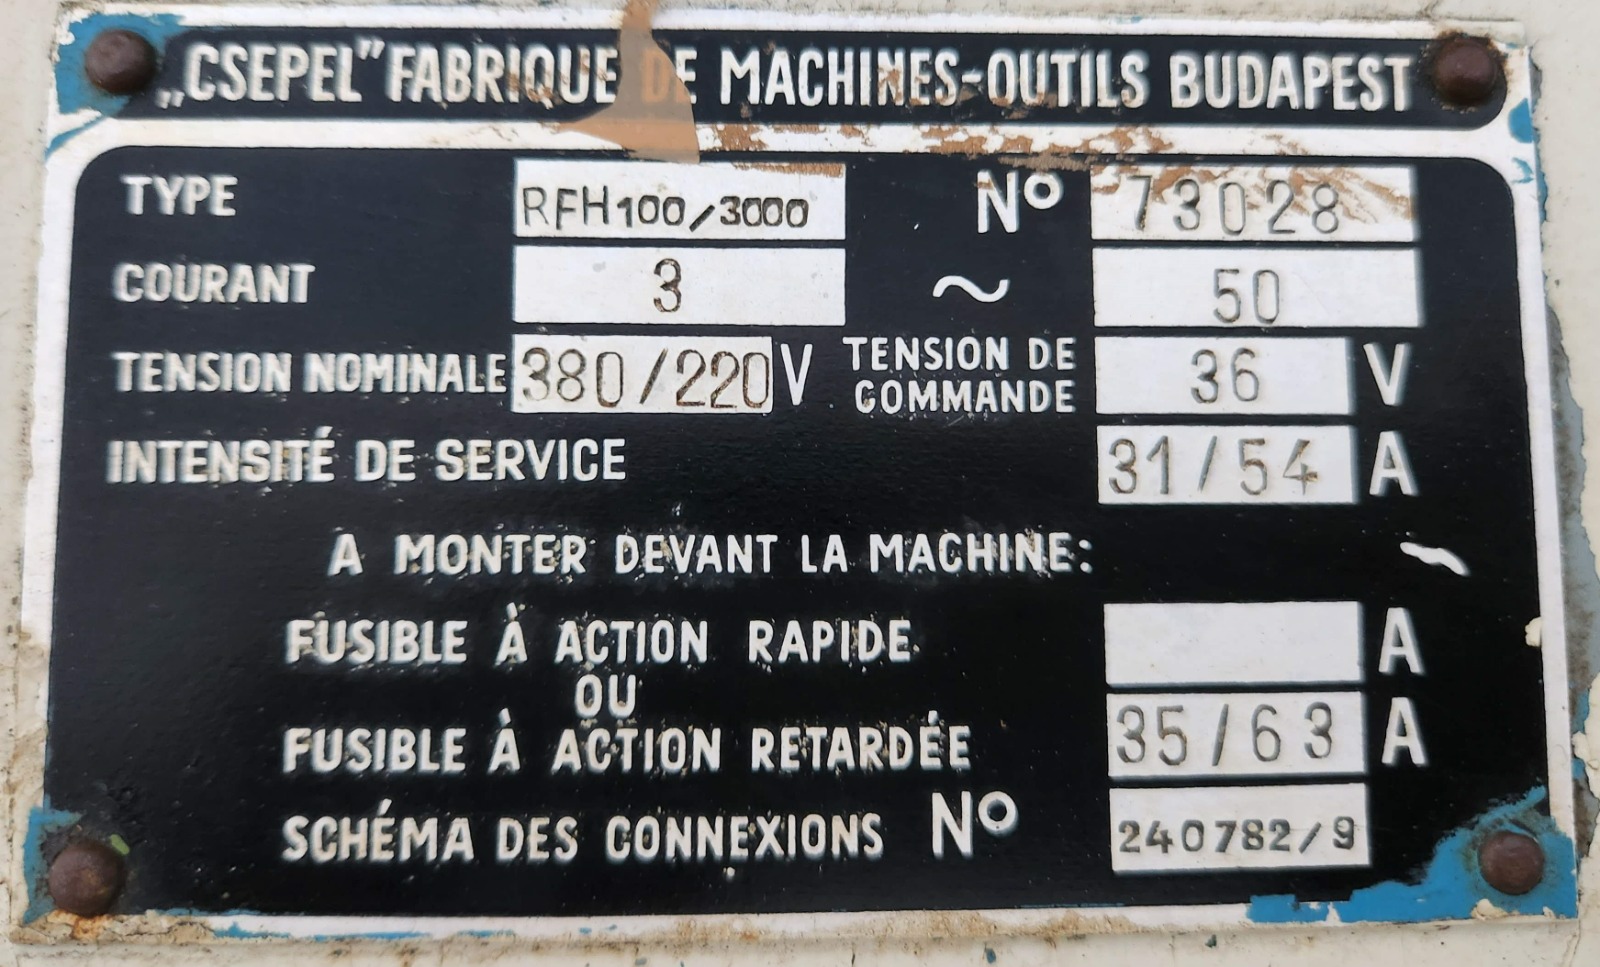 „CSEPEL” FABRIQUE DE MACHINES-OUTILS BUDAPEST
TYPE RFH100/3000 Nº 73028
COURANT 3 ~ 50
TENSION NOMINALE 380/220 V TENSION DE COMMANDE 36 V
INTENSITÉ DE SERVICE 31/54 A
A MONTER DEVANT LA MACHINE:
FUSIBLE À ACTION RAPIDE A
OU
FUSIBLE À ACTION RETARDÉE 35/63 A
SCHÉMA DES CONNEXIONS Nº 240782/9